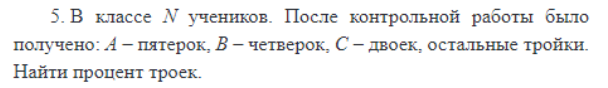 5. В классе N учеников. После контрольной работы было
получено: A – пятерок, B – четверок, C – двоек, остальные тройки.
Найти процент троек.